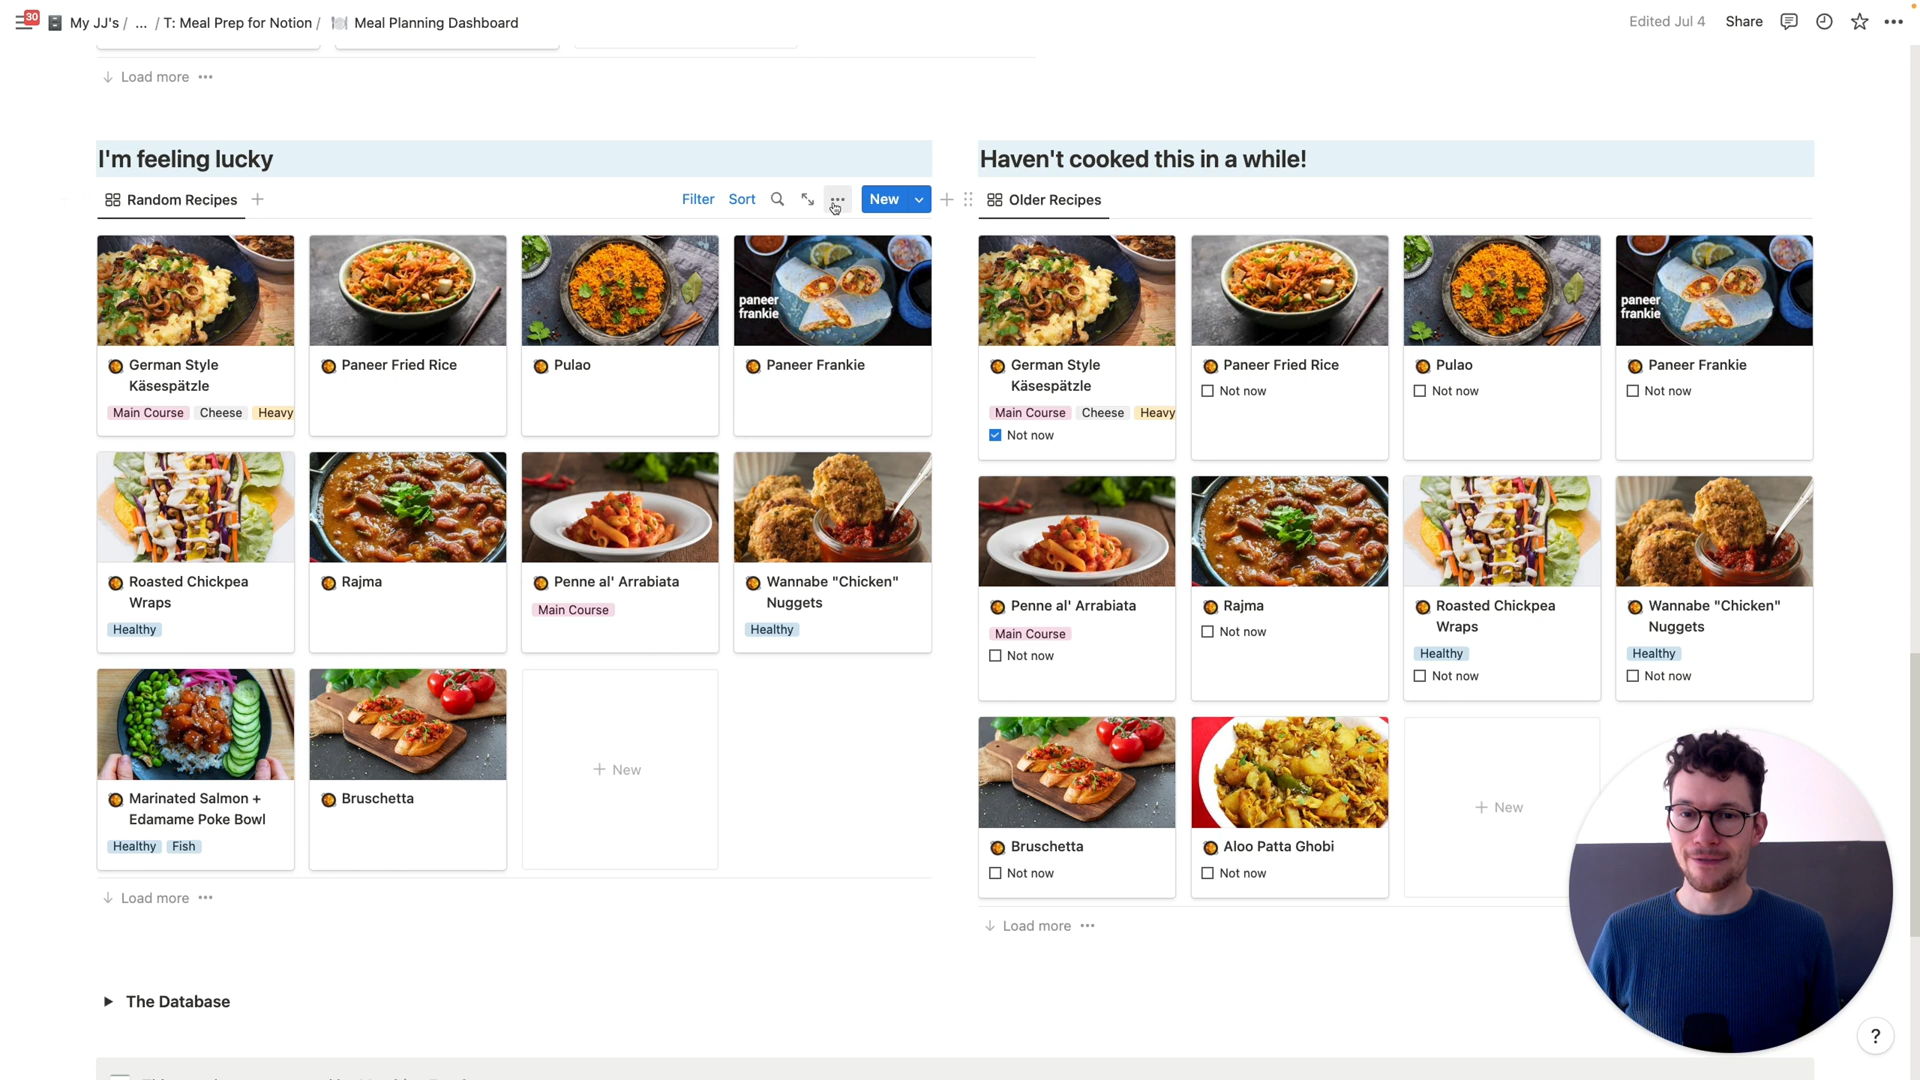 30
My JJ's / ... / T: Meal Prep for Notion / Meal Planning Dashboard
Edited Jul 4
Share
Load more
I'm feeling lucky
Random Recipes
Filter
Sort
New
German Style
Käsespätzle
Main Course
Cheese
Heavy
Paneer Fried Rice
Pulao
paneer
frankie
Paneer Frankie
Roasted Chickpea
Wraps
Healthy
Rajma
Penne al' Arrabiata
Main Course
Wannabe "Chicken"
Nuggets
Healthy
Marinated Salmon +
Edamame Poke Bowl
Healthy
Fish
Bruschetta
+ New
Load more
Haven't cooked this in a while!
Older Recipes
German Style
Käsespätzle
Main Course
Cheese
Heavy
Not now
Paneer Fried Rice
Not now
Pulao
Not now
paneer
frankie
Paneer Frankie
Not now
Penne al' Arrabiata
Main Course
Not now
Rajma
Not now
Roasted Chickpea
Wraps
Healthy
Not now
Wannabe "Chicken"
Nuggets
Healthy
Not now
Bruschetta
Not now
Aloo Patta Ghobi
Not now
+ New
Load more
The Database
?